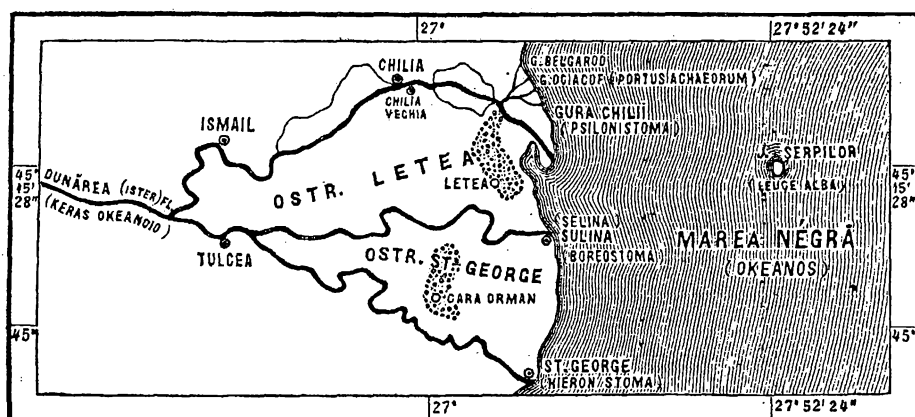 27°
27° 52' 24"
G. BELGAROD
G. OCIACOF (PORTUS ACHAEORUM)
CHILIA
CHILIA
VECHIA
GURA CHILII
(PSILONISTOMA)
ISMAIL
I. SERPILOR
(LEUCE ALBA)
45°
15'
28"
45°
15'
28"
OSTR. LETEA
LETEA
DUNĂREA (ISTER) FL.
(KERAS OKEANOIO)
(SELINA)
SULINA
(BOREOSTOMA)
MAREA NÉGRĂ
(OKEANOS)
TULCEA
OSTR. ST. GEORGE
CARA ORMAN
45°
45°
ST. GEORGE
(HIERON STOMA)
27°
27° 52' 24"